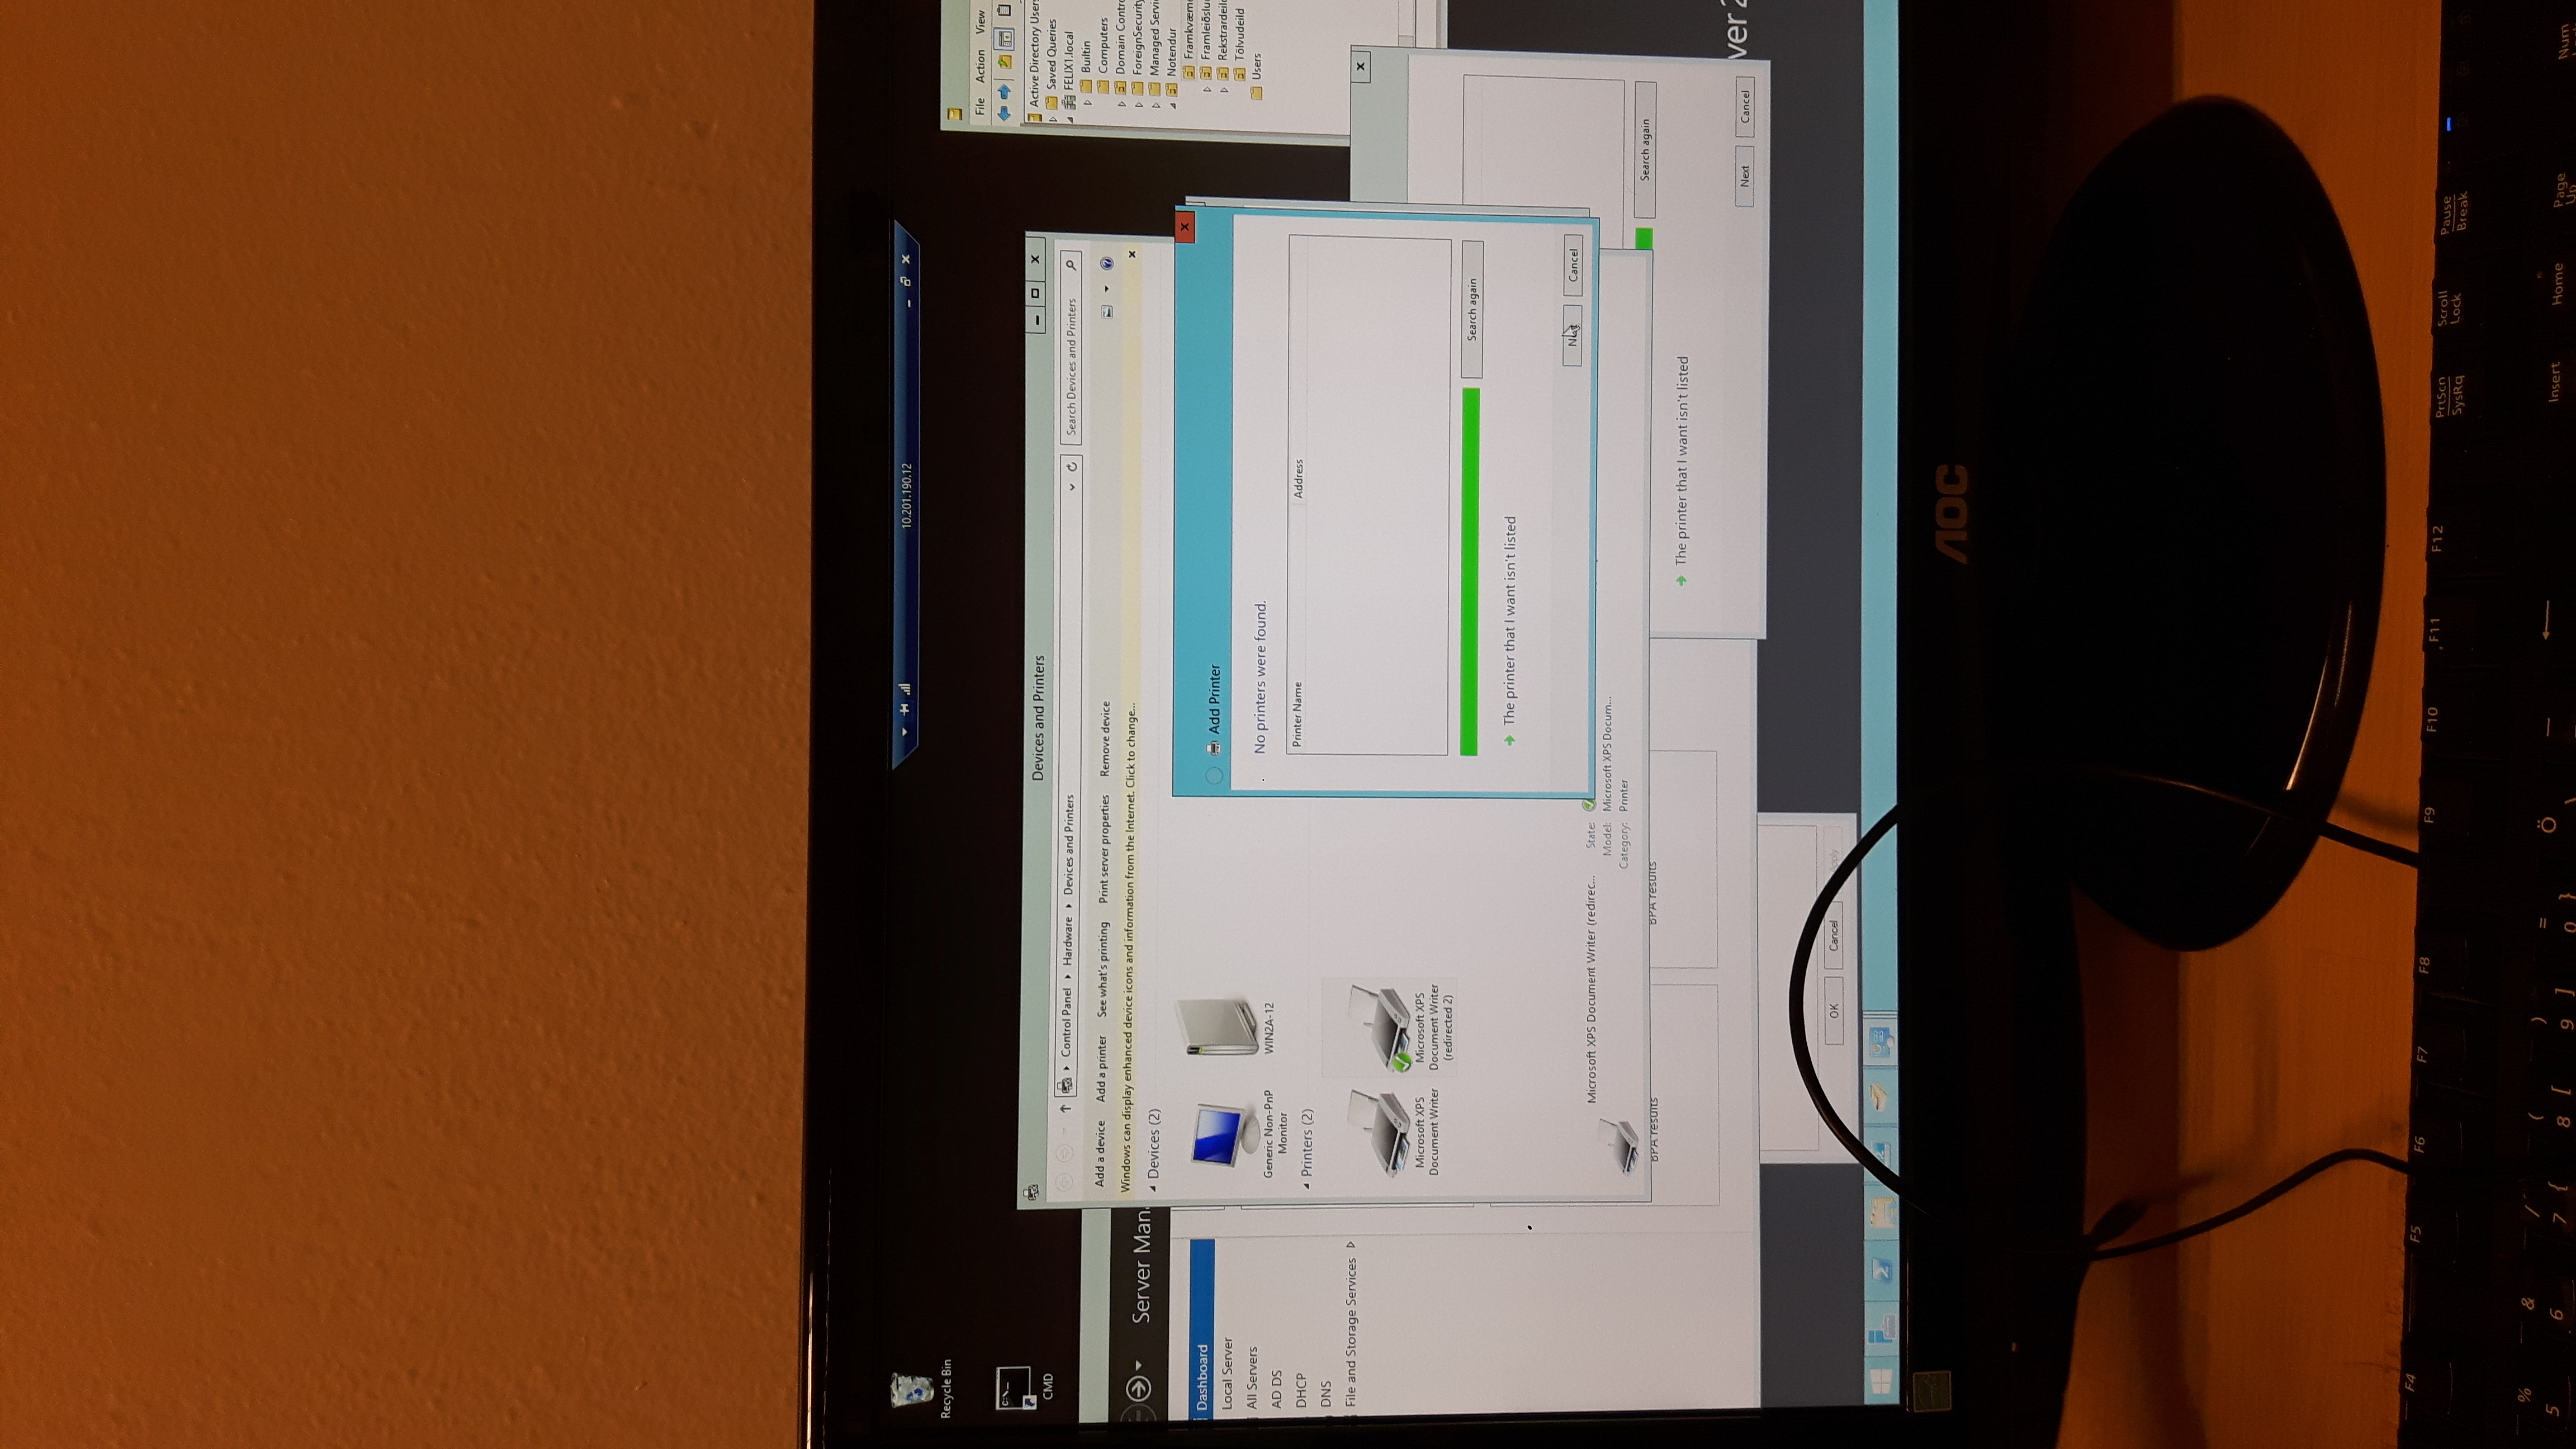 Recycle Bin
CMD
10.201.190.12
File Action View
Active Directory Users
Saved Queries
FELIX1.local
Builtin
Computers
Domain Contro
ForeignSecurity
Managed Servi
Notendur
Framkvæmd
Framleiðslu
Rekstrardeild
Tölvudeild
Users
Devices and Printers
Control Panel Hardware Devices and Printers
Search Devices and Printers
Add a device Add a printer See what's printing Print server properties Remove device
Windows can display enhanced device icons and information from the Internet. Click to change...
Devices (2)
Generic Non-PnP
Monitor
WIN2A-12
Printers (2)
Microsoft XPS
Document Writer
Microsoft XPS
Document Writer
(redirected 2)
Microsoft XPS Document Writer (redirec...
State:
Model: Microsoft XPS Docum...
Category: Printer
Server Man
Dashboard
Local Server
All Servers
AD DS
DHCP
DNS
File and Storage Services
Add Printer
No printers were found.
Printer Name Address
Search again
The printer that I want isn't listed
Next Cancel
BPA results BPA results
Search again
The printer that I want isn't listed
Next Cancel
ver 2
OK Cancel
AOC
F4 F5 F6 F7 F8 F9 F10 F11 F12
PrtScn
SysRq
Scroll
Lock
Pause
Break
% & / ( ) = Ö
5 6 7 { 8 [ 9 ] 0 } \
Insert Home Page
Up
Num